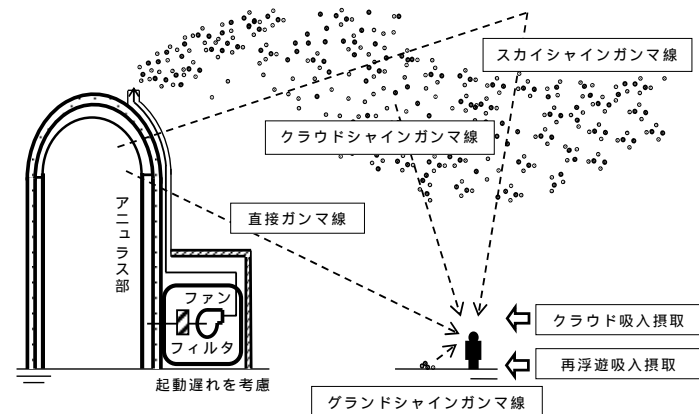 スカイシャインガンマ線
クラウドシャインガンマ線
直接ガンマ線
アニュラス部
ファン
フィルタ
起動遅れを考慮
クラウド吸入摂取
再浮遊吸入摂取
グランドシャインガンマ線